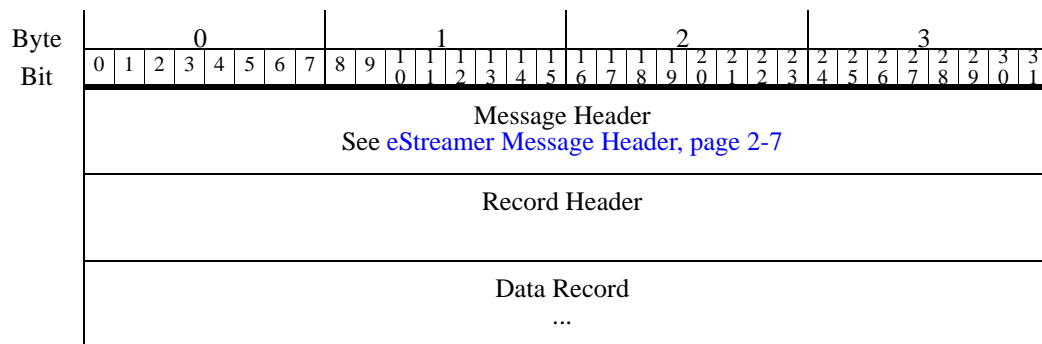 Byte 0 1 2 3
Bit 0 1 2 3 4 5 6 7 8 9 10 11 12 13 14 15 16 17 18 19 20 21 22 23 24 25 26 27 28 29 30 31
Message Header
See eStreamer Message Header, page 2-7
Record Header
Data Record
...